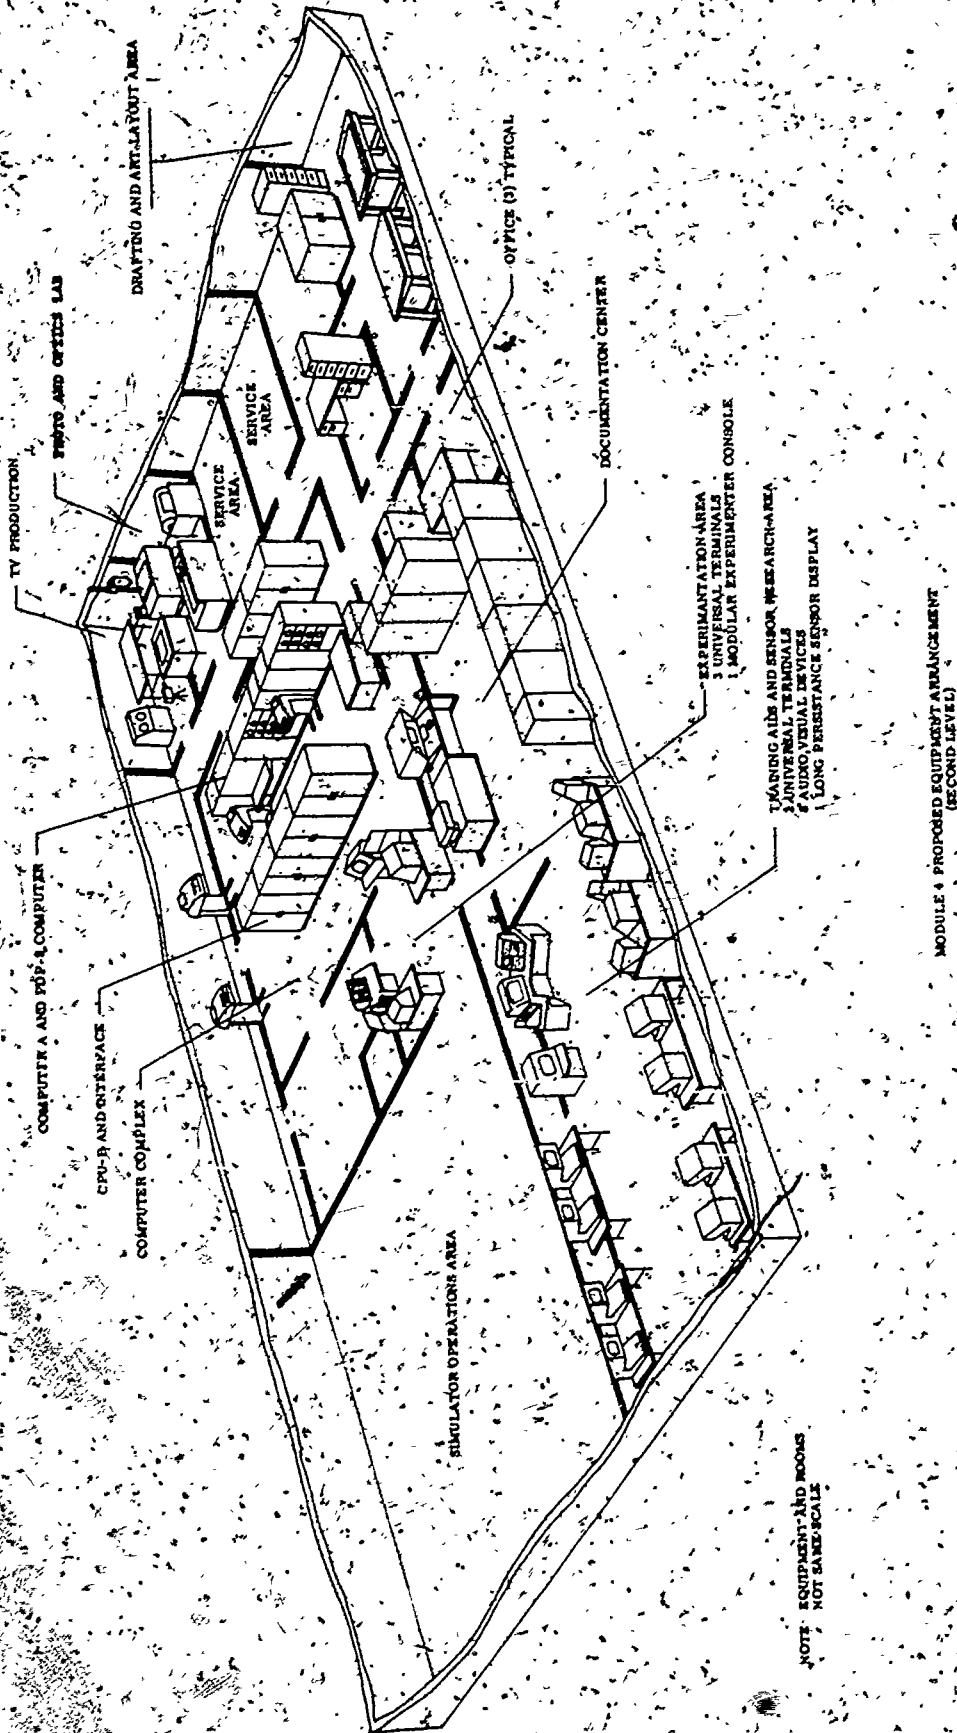 TV PRODUCTION
PHOTO AND OPTICS LAB
DRAFTING AND ART LAYOUT AREA
COMPUTER A AND PDP-1 COMPUTER
CPU-B AND INTERFACE
COMPUTER COMPLEX
SERVICE
AREA
SERVICE
AREA
OFFICE (3) TYPICAL
DOCUMENTATION CENTER
EXPERIMANTATION AREA
3 UNIVERSAL TERMINALS
1 MODULAR EXPERIMENTER CONSOLE
TRAINING AIDS AND SENSOR RESEARCH AREA
UNIVERSAL TERMINALS
AUDIO VISUAL DEVICES
1 LONG PERSISTANCE SENSOR DISPLAY
SIMULATOR OPERATIONS AREA
NOTE EQUIPMENT AND ROOMS
NOT SAME SCALE
MODULE 4 PROPOSED EQUIPMENT ARRANGEMENT
(SECOND LEVEL)